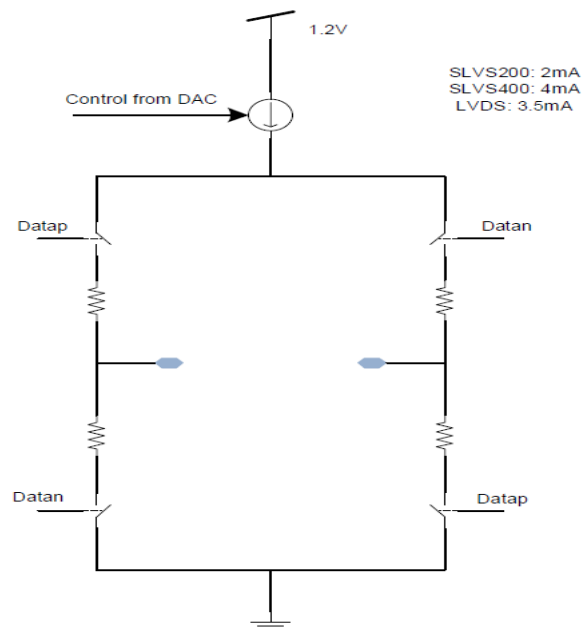 1.2V
SLVS200: 2mA
SLVS400: 4mA
LVDS: 3.5mA
Control from DAC
Datap
Datan
Datan
Datap